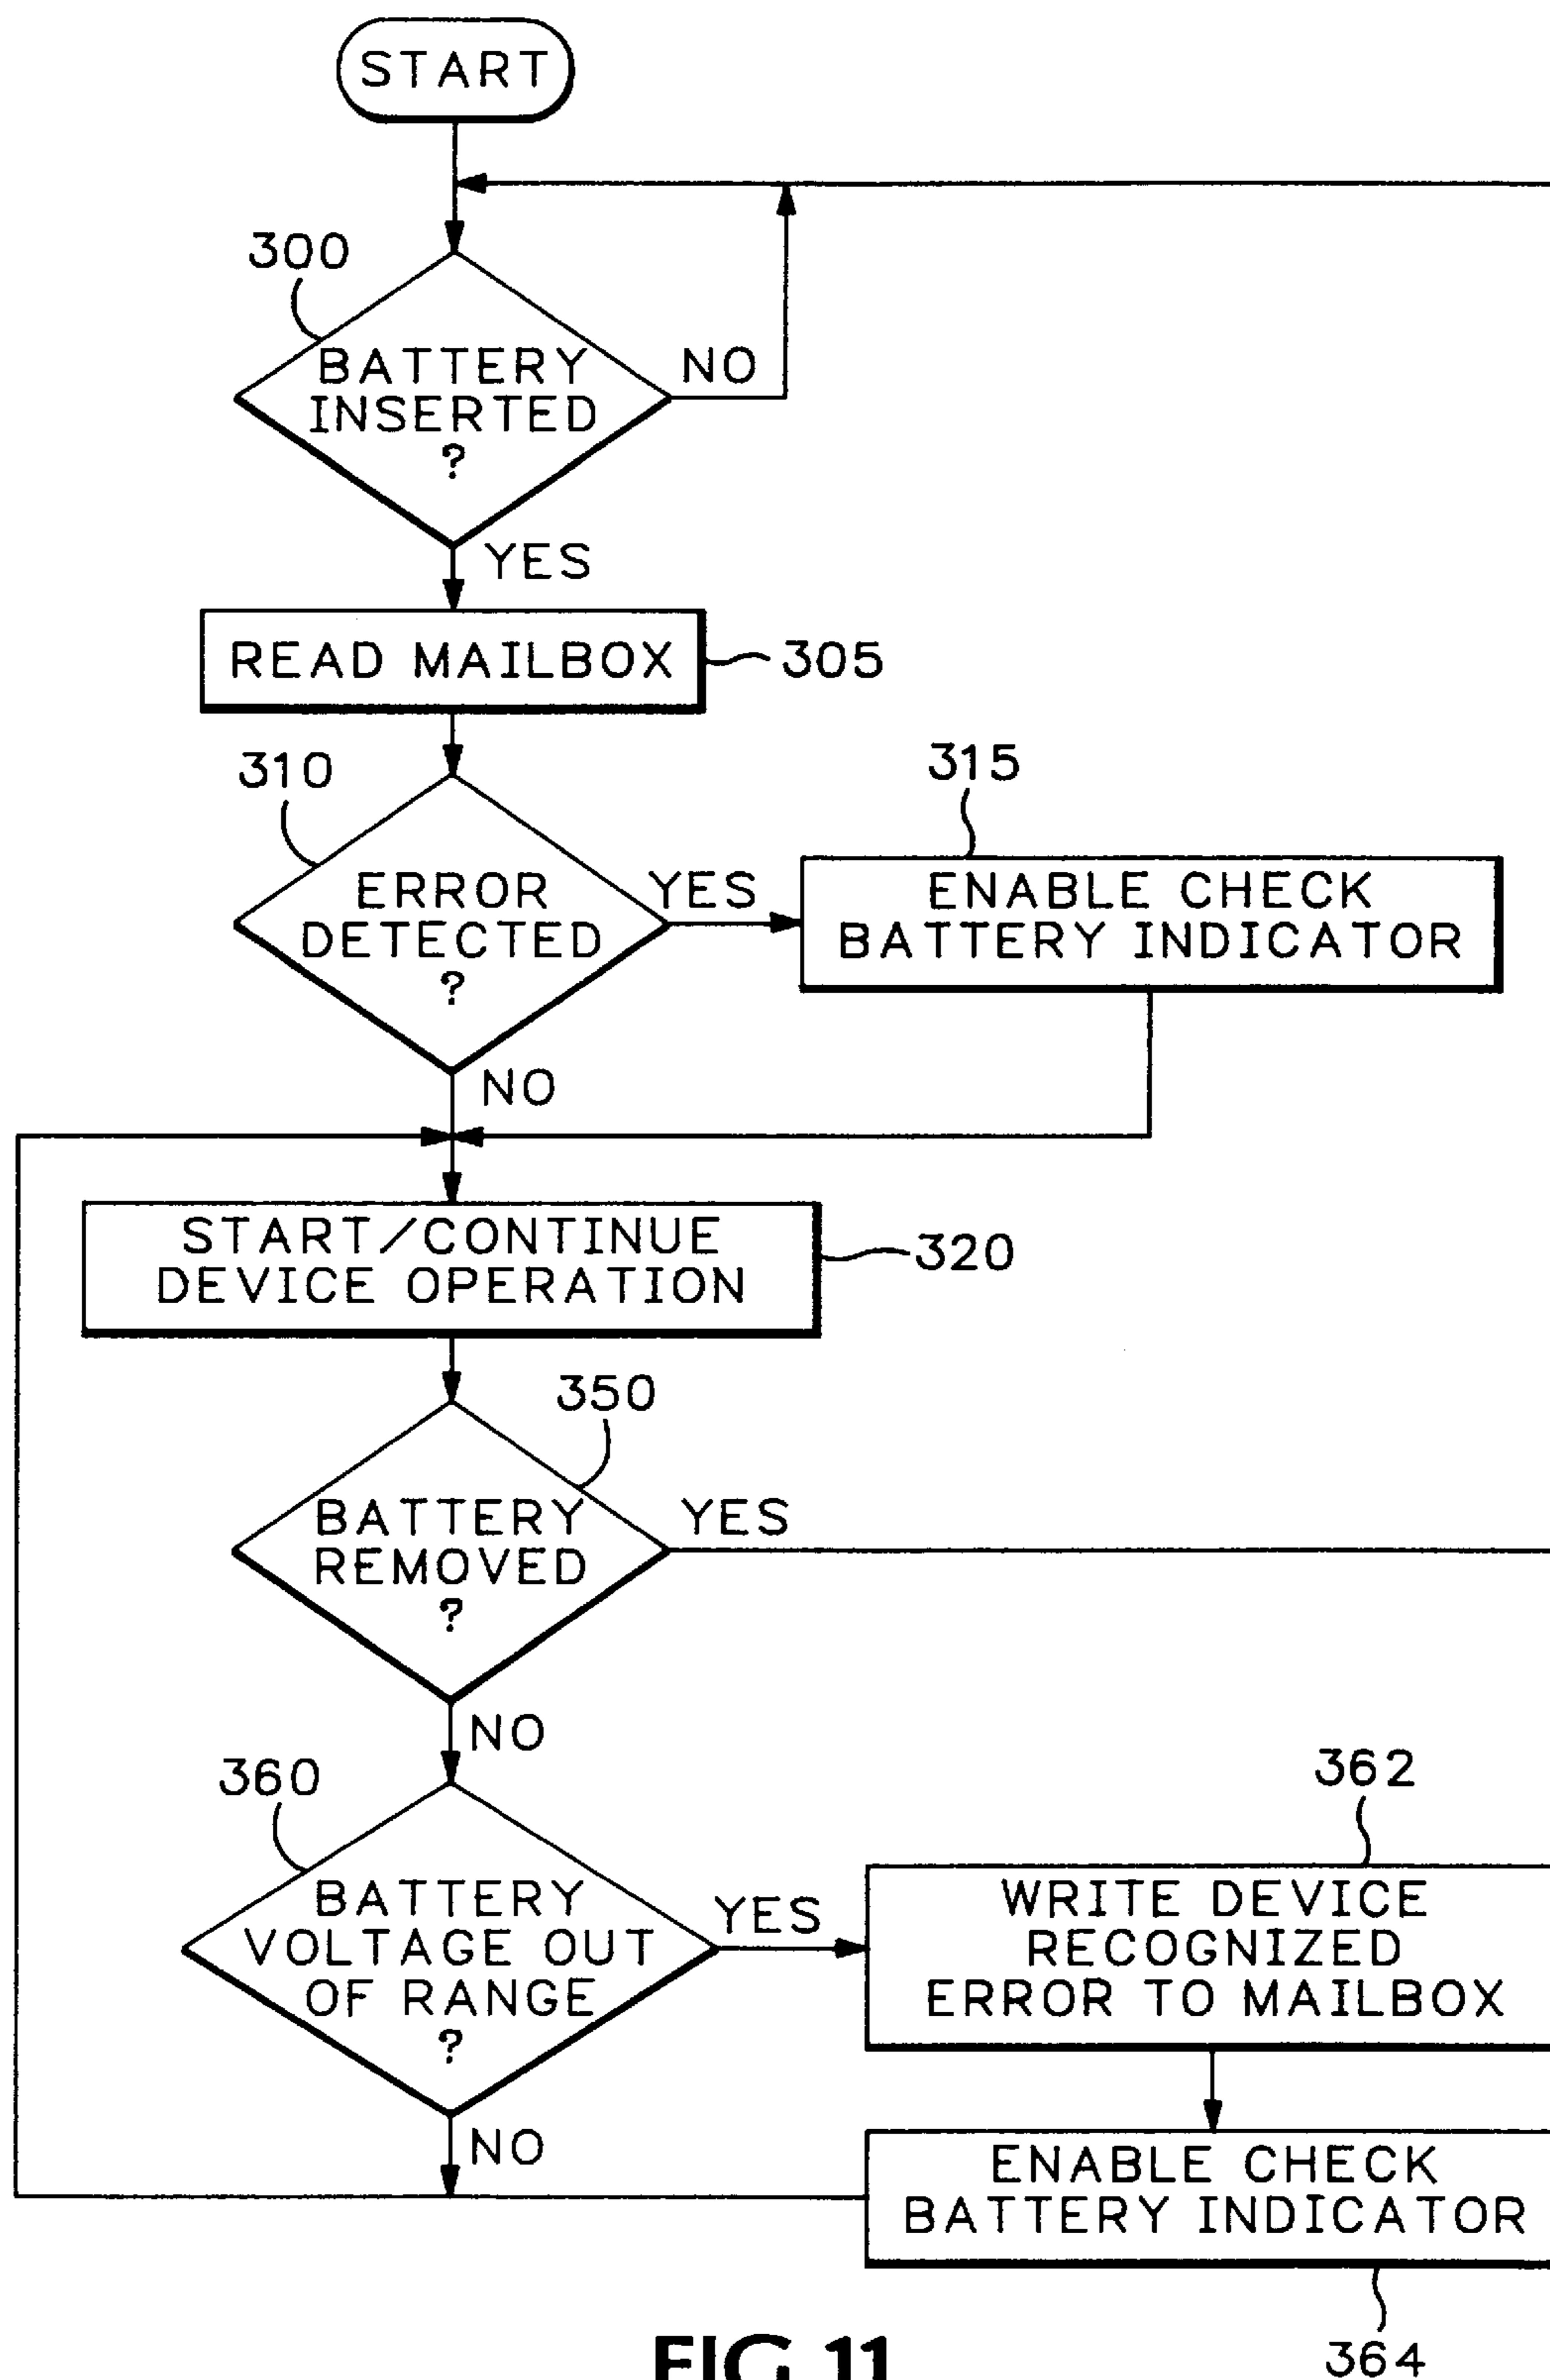 START
300
BATTERY
INSERTED
?
NO
YES
READ MAILBOX
305
310
ERROR
DETECTED
?
YES
315
ENABLE CHECK
BATTERY INDICATOR
NO
START/CONTINUE
DEVICE OPERATION
320
350
BATTERY
REMOVED
?
YES
NO
360
BATTERY
VOLTAGE OUT
OF RANGE
?
YES
362
WRITE DEVICE
RECOGNIZED
ERROR TO MAILBOX
NO
ENABLE CHECK
BATTERY INDICATOR
364
FIG.11